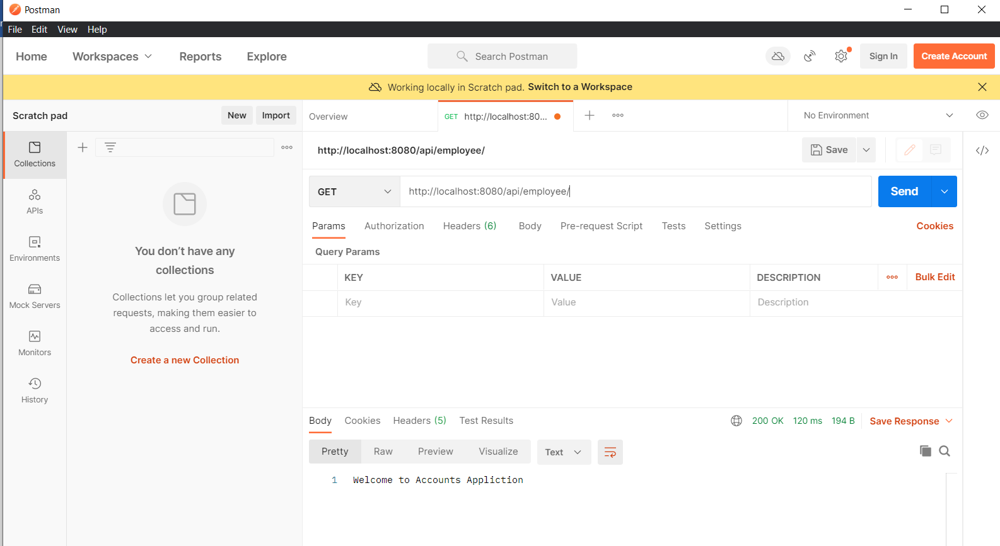 Postman
File Edit View Help
Home Workspaces Reports Explore Search Postman Sign In Create Account
Working locally in Scratch pad. Switch to a Workspace
Scratch pad New Import Overview GET http://localhost:80... No Environment
Collections
APIs
Environments
Mock Servers
Monitors
History
You don't have any
collections
Collections let you group related
requests, making them easier to
access and run.
Create a new Collection
http://localhost:8080/api/employee/ Save </>
GET http://localhost:8080/api/employee/ Send
Params Authorization Headers (6) Body Pre-request Script Tests Settings Cookies
Query Params
KEY VALUE DESCRIPTION Bulk Edit
Key Value Description
Body Cookies Headers (5) Test Results 200 OK 120 ms 194 B Save Response
Pretty Raw Preview Visualize Text
1 Welcome to Accounts Appliction